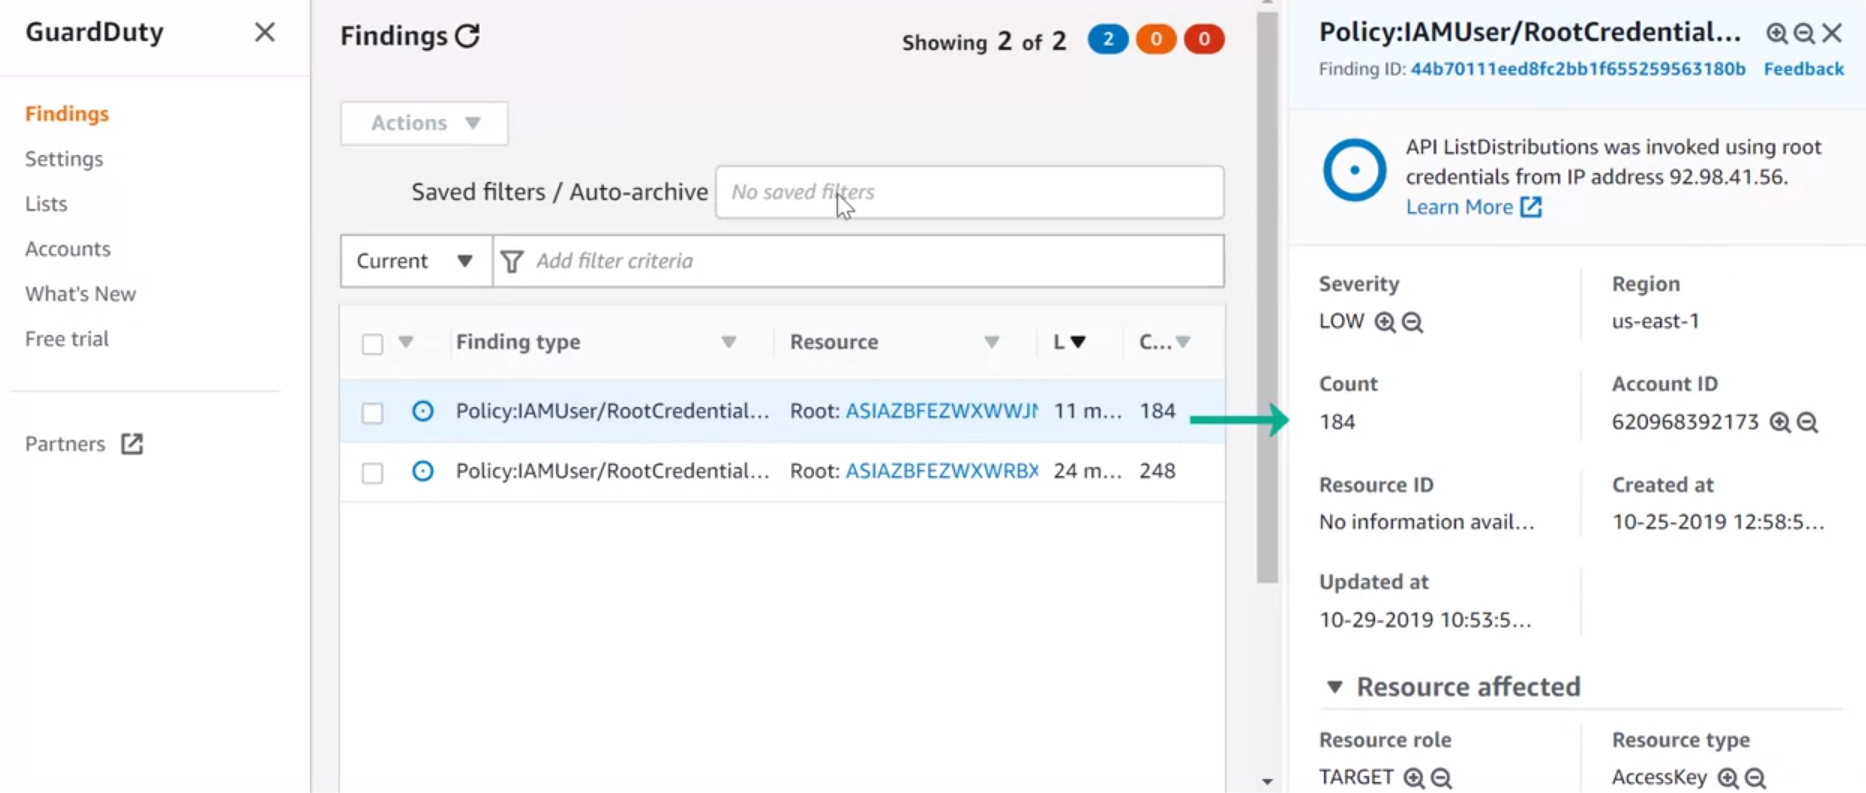 GuardDuty
Findings
Settings
Lists
Accounts
What's New
Free trial
Partners
Findings
Showing 2 of 2 2 0 0
Actions
Saved filters / Auto-archive No saved filters
Current Add filter criteria
Finding type Resource L C...
Policy:IAMUser/RootCredential... Root: ASIAZBFEZWXWWJ 11 m... 184
Policy:IAMUser/RootCredential... Root: ASIAZBFEZWXWRBX 24 m... 248
Policy:IAMUser/RootCredential...
Finding ID: 44b70111eed8fc2bb1f655259563180b Feedback
API ListDistributions was invoked using root
credentials from IP address 92.98.41.56.
Learn More
Severity Region
LOW us-east-1
Count Account ID
184 620968392173
Resource ID Created at
No information avail... 10-25-2019 12:58:5...
Updated at
10-29-2019 10:53:5...
Resource affected
Resource role Resource type
TARGET AccessKey